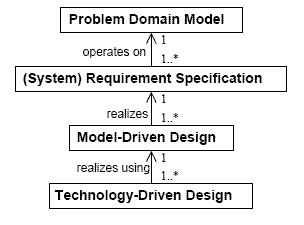 Problem Domain Model
1
operates on
1..*
(System) Requirement Specification
1
realizes
1..*
Model-Driven Design
1
realizes using
1..*
Technology-Driven Design